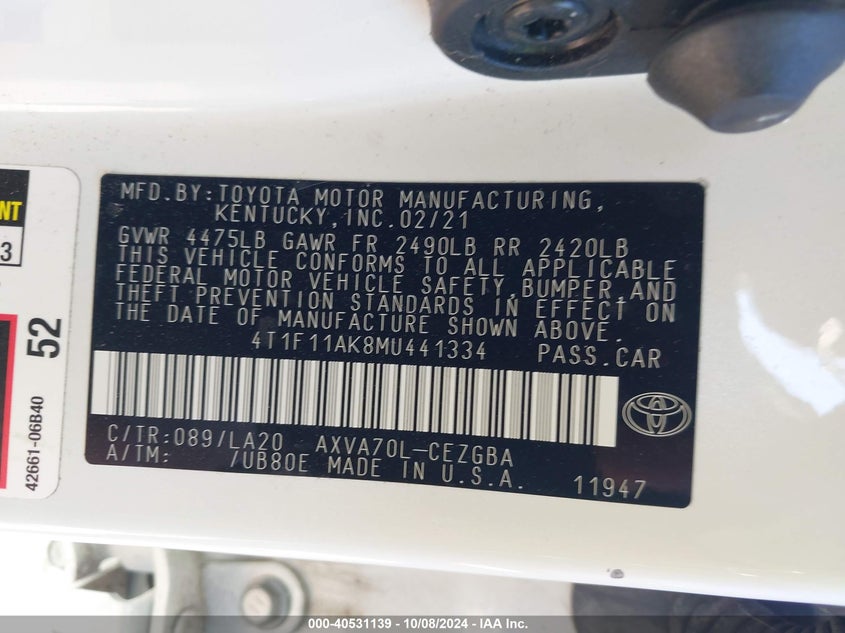 MFD.BY:TOYOTA MOTOR MANUFACTURING,
KENTUCKY,INC.02/21
GVWR 4475LB GAWR FR 2490LB RR 2420LB
THIS VEHICLE CONFORMS TO ALL APPLICABLE
FEDERAL MOTOR VEHICLE SAFETY,BUMPER,AND
THEFT PREVENTION STANDARDS IN EFFECT ON
THE DATE OF MANUFACTURE SHOWN ABOVE.
4T1F11AK8MU441334 PASS.CAR
C/TR:089/LA20 AXVA70L-CEZGBA
A/TM: /UB80E MADE IN U.S.A.
11947
NT
3
52
42661-06B40
000-40531139 - 10/08/2024 - IAA Inc.